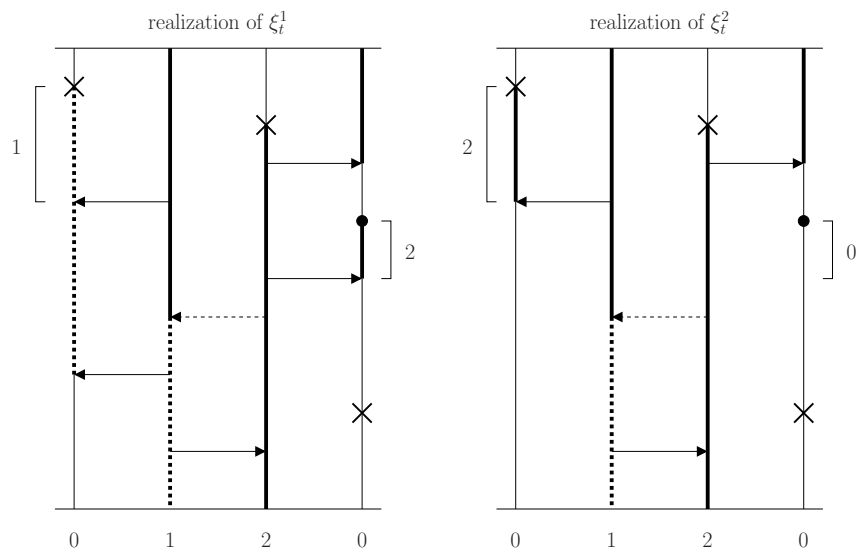 realization of ξ_t^1
realization of ξ_t^2
1
2
2
0
0 1 2 0
0 1 2 0